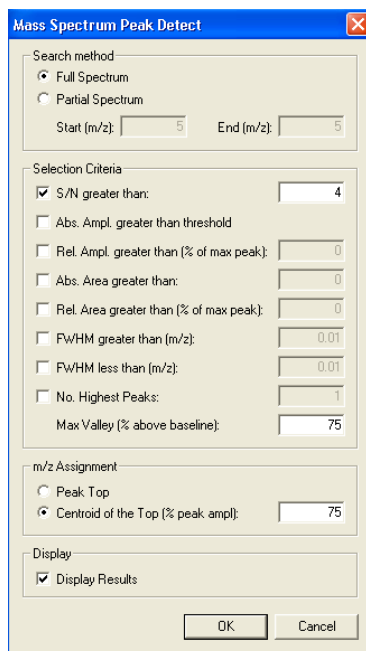 Mass Spectrum Peak Detect
Search method
Full Spectrum
Partial Spectrum
Start (m/z): 5 End (m/z): 5
Selection Criteria
S/N greater than: 4
Abs. Ampl. greater than threshold
Rel. Ampl. greater than (% of max peak): 0
Abs. Area greater than: 0
Rel. Area greater than (% of max peak): 0
FWHM greater than (m/z): 0.01
FWHM less than (m/z): 0.01
No. Highest Peaks: 1
Max Valley (% above baseline): 75
m/z Assignment
Peak Top
Centroid of the Top (% peak ampl): 75
Display
Display Results
OK Cancel